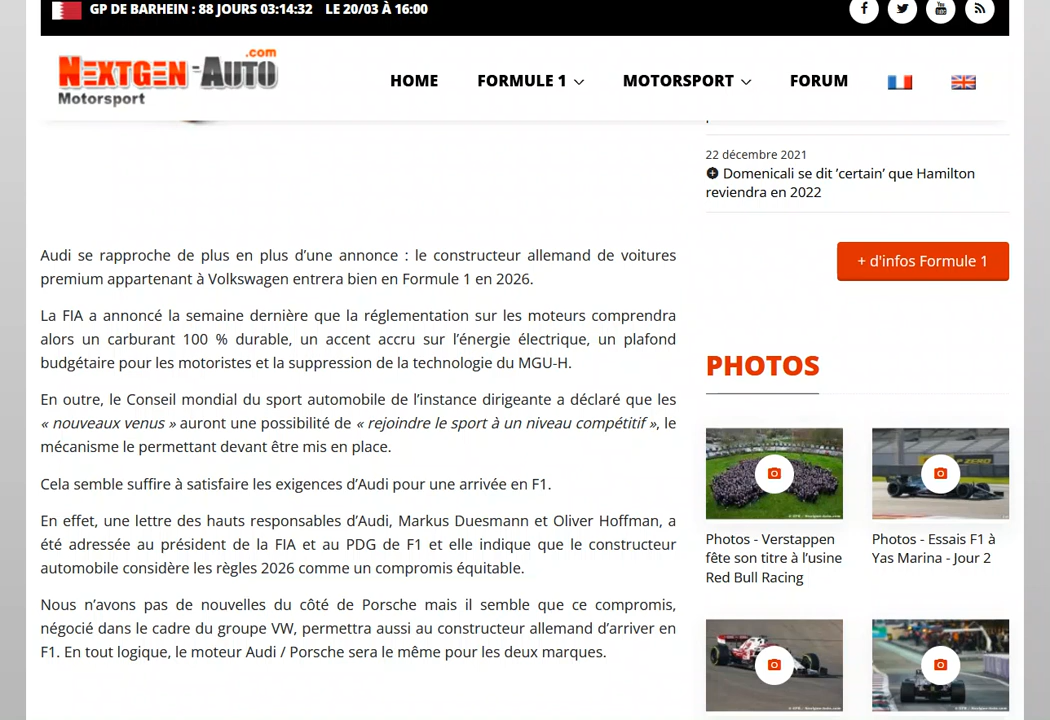 GP DE BARHEIN : 88 JOURS 03:14:32 LE 20/03 À 16:00
You Tube
NEXTGEN-AUTO.com
Motorsport
HOME FORMULE 1 MOTORSPORT FORUM
22 décembre 2021
Domenicali se dit ’certain’ que Hamilton
reviendra en 2022
+ d'infos Formule 1
Audi se rapproche de plus en plus d’une annonce : le constructeur allemand de voitures
premium appartenant à Volkswagen entrera bien en Formule 1 en 2026.
La FIA a annoncé la semaine dernière que la réglementation sur les moteurs comprendra
alors un carburant 100 % durable, un accent accru sur l’énergie électrique, un plafond
budgétaire pour les motoristes et la suppression de la technologie du MGU-H.
En outre, le Conseil mondial du sport automobile de l’instance dirigeante a déclaré que les
« nouveaux venus » auront une possibilité de « rejoindre le sport à un niveau compétitif », le
mécanisme le permettant devant être mis en place.
Cela semble suffire à satisfaire les exigences d’Audi pour une arrivée en F1.
En effet, une lettre des hauts responsables d’Audi, Markus Duesmann et Oliver Hoffman, a
été adressée au président de la FIA et au PDG de F1 et elle indique que le constructeur
automobile considère les règles 2026 comme un compromis équitable.
Nous n’avons pas de nouvelles du côté de Porsche mais il semble que ce compromis,
négocié dans le cadre du groupe VW, permettra aussi au constructeur allemand d’arriver en
F1. En tout logique, le moteur Audi / Porsche sera le même pour les deux marques.
PHOTOS
Photos - Verstappen
fête son titre à l’usine
Red Bull Racing
P ZERO
Photos - Essais F1 à
Yas Marina - Jour 2